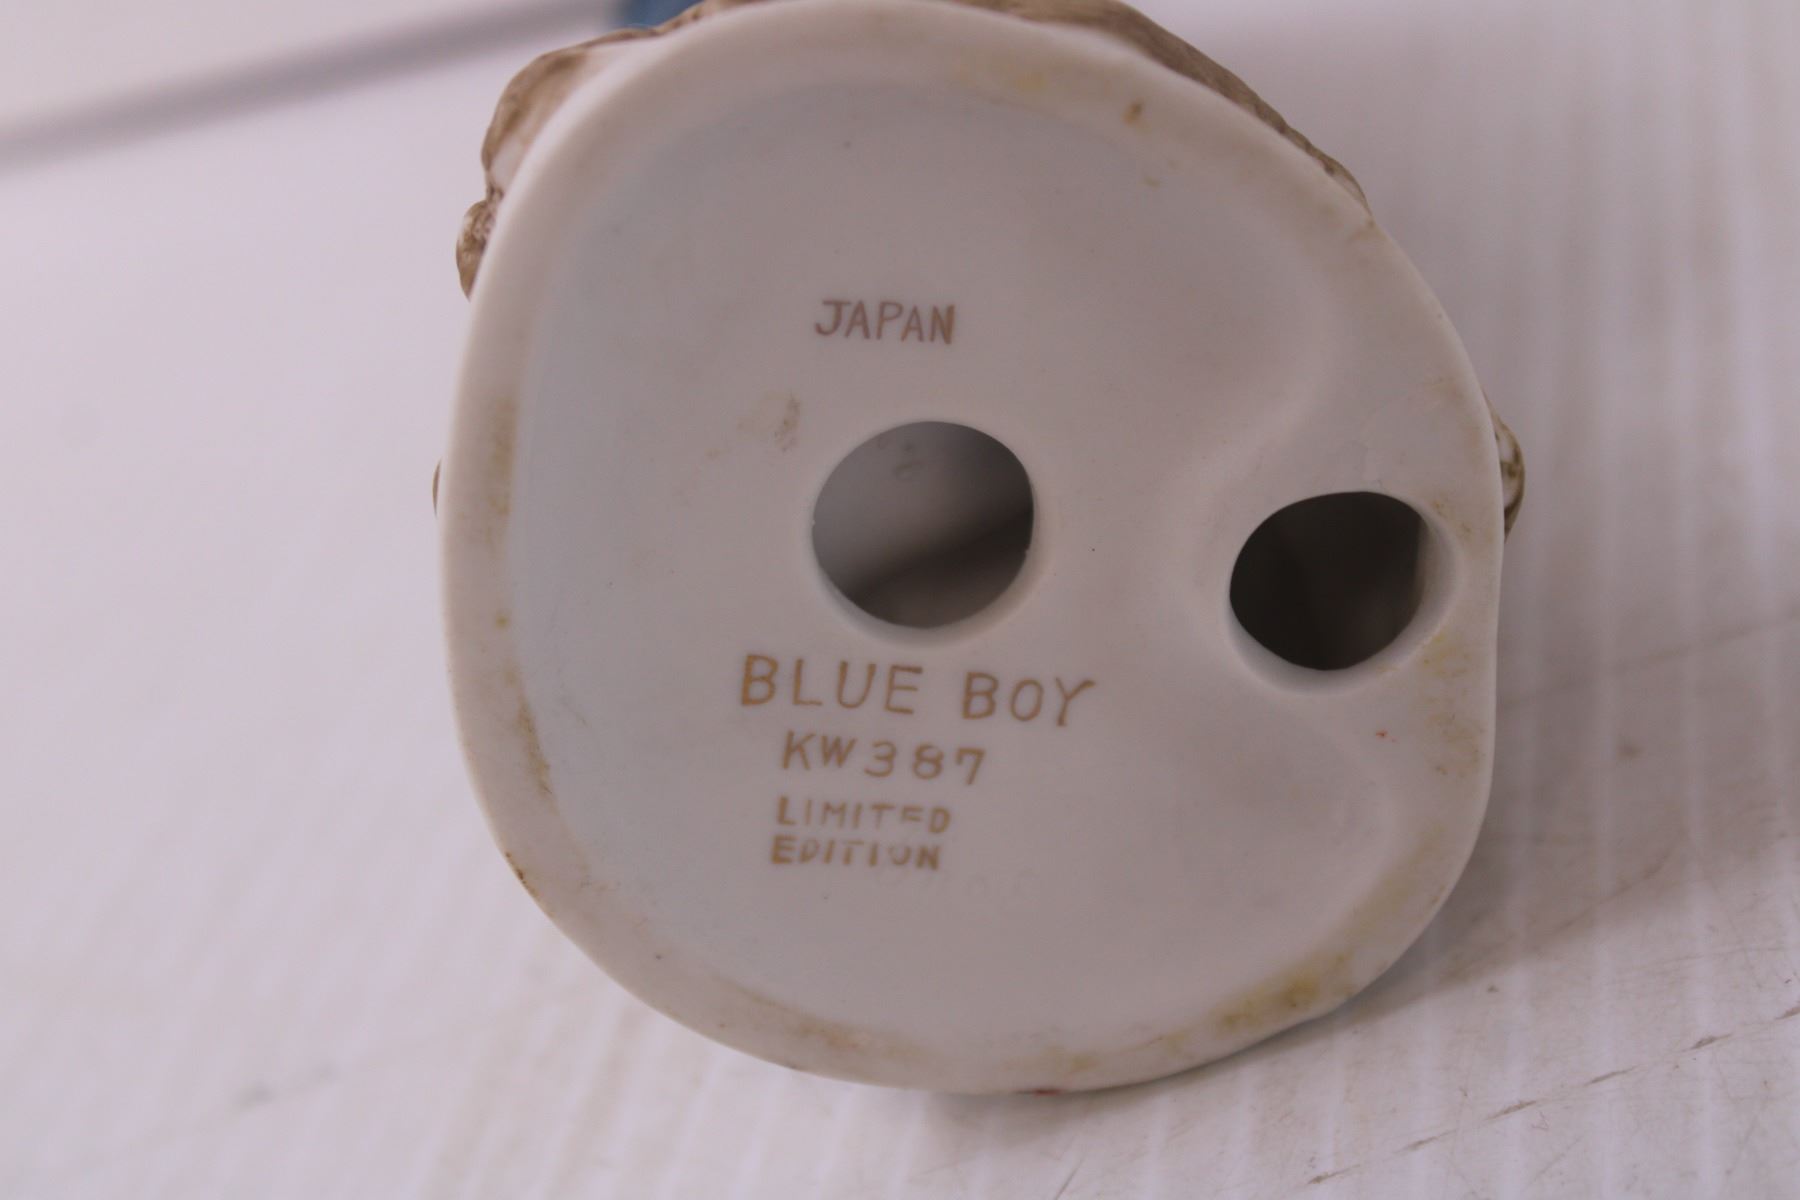 JAPAN
BLUE BOY
KW387
LIMITED
EDITION